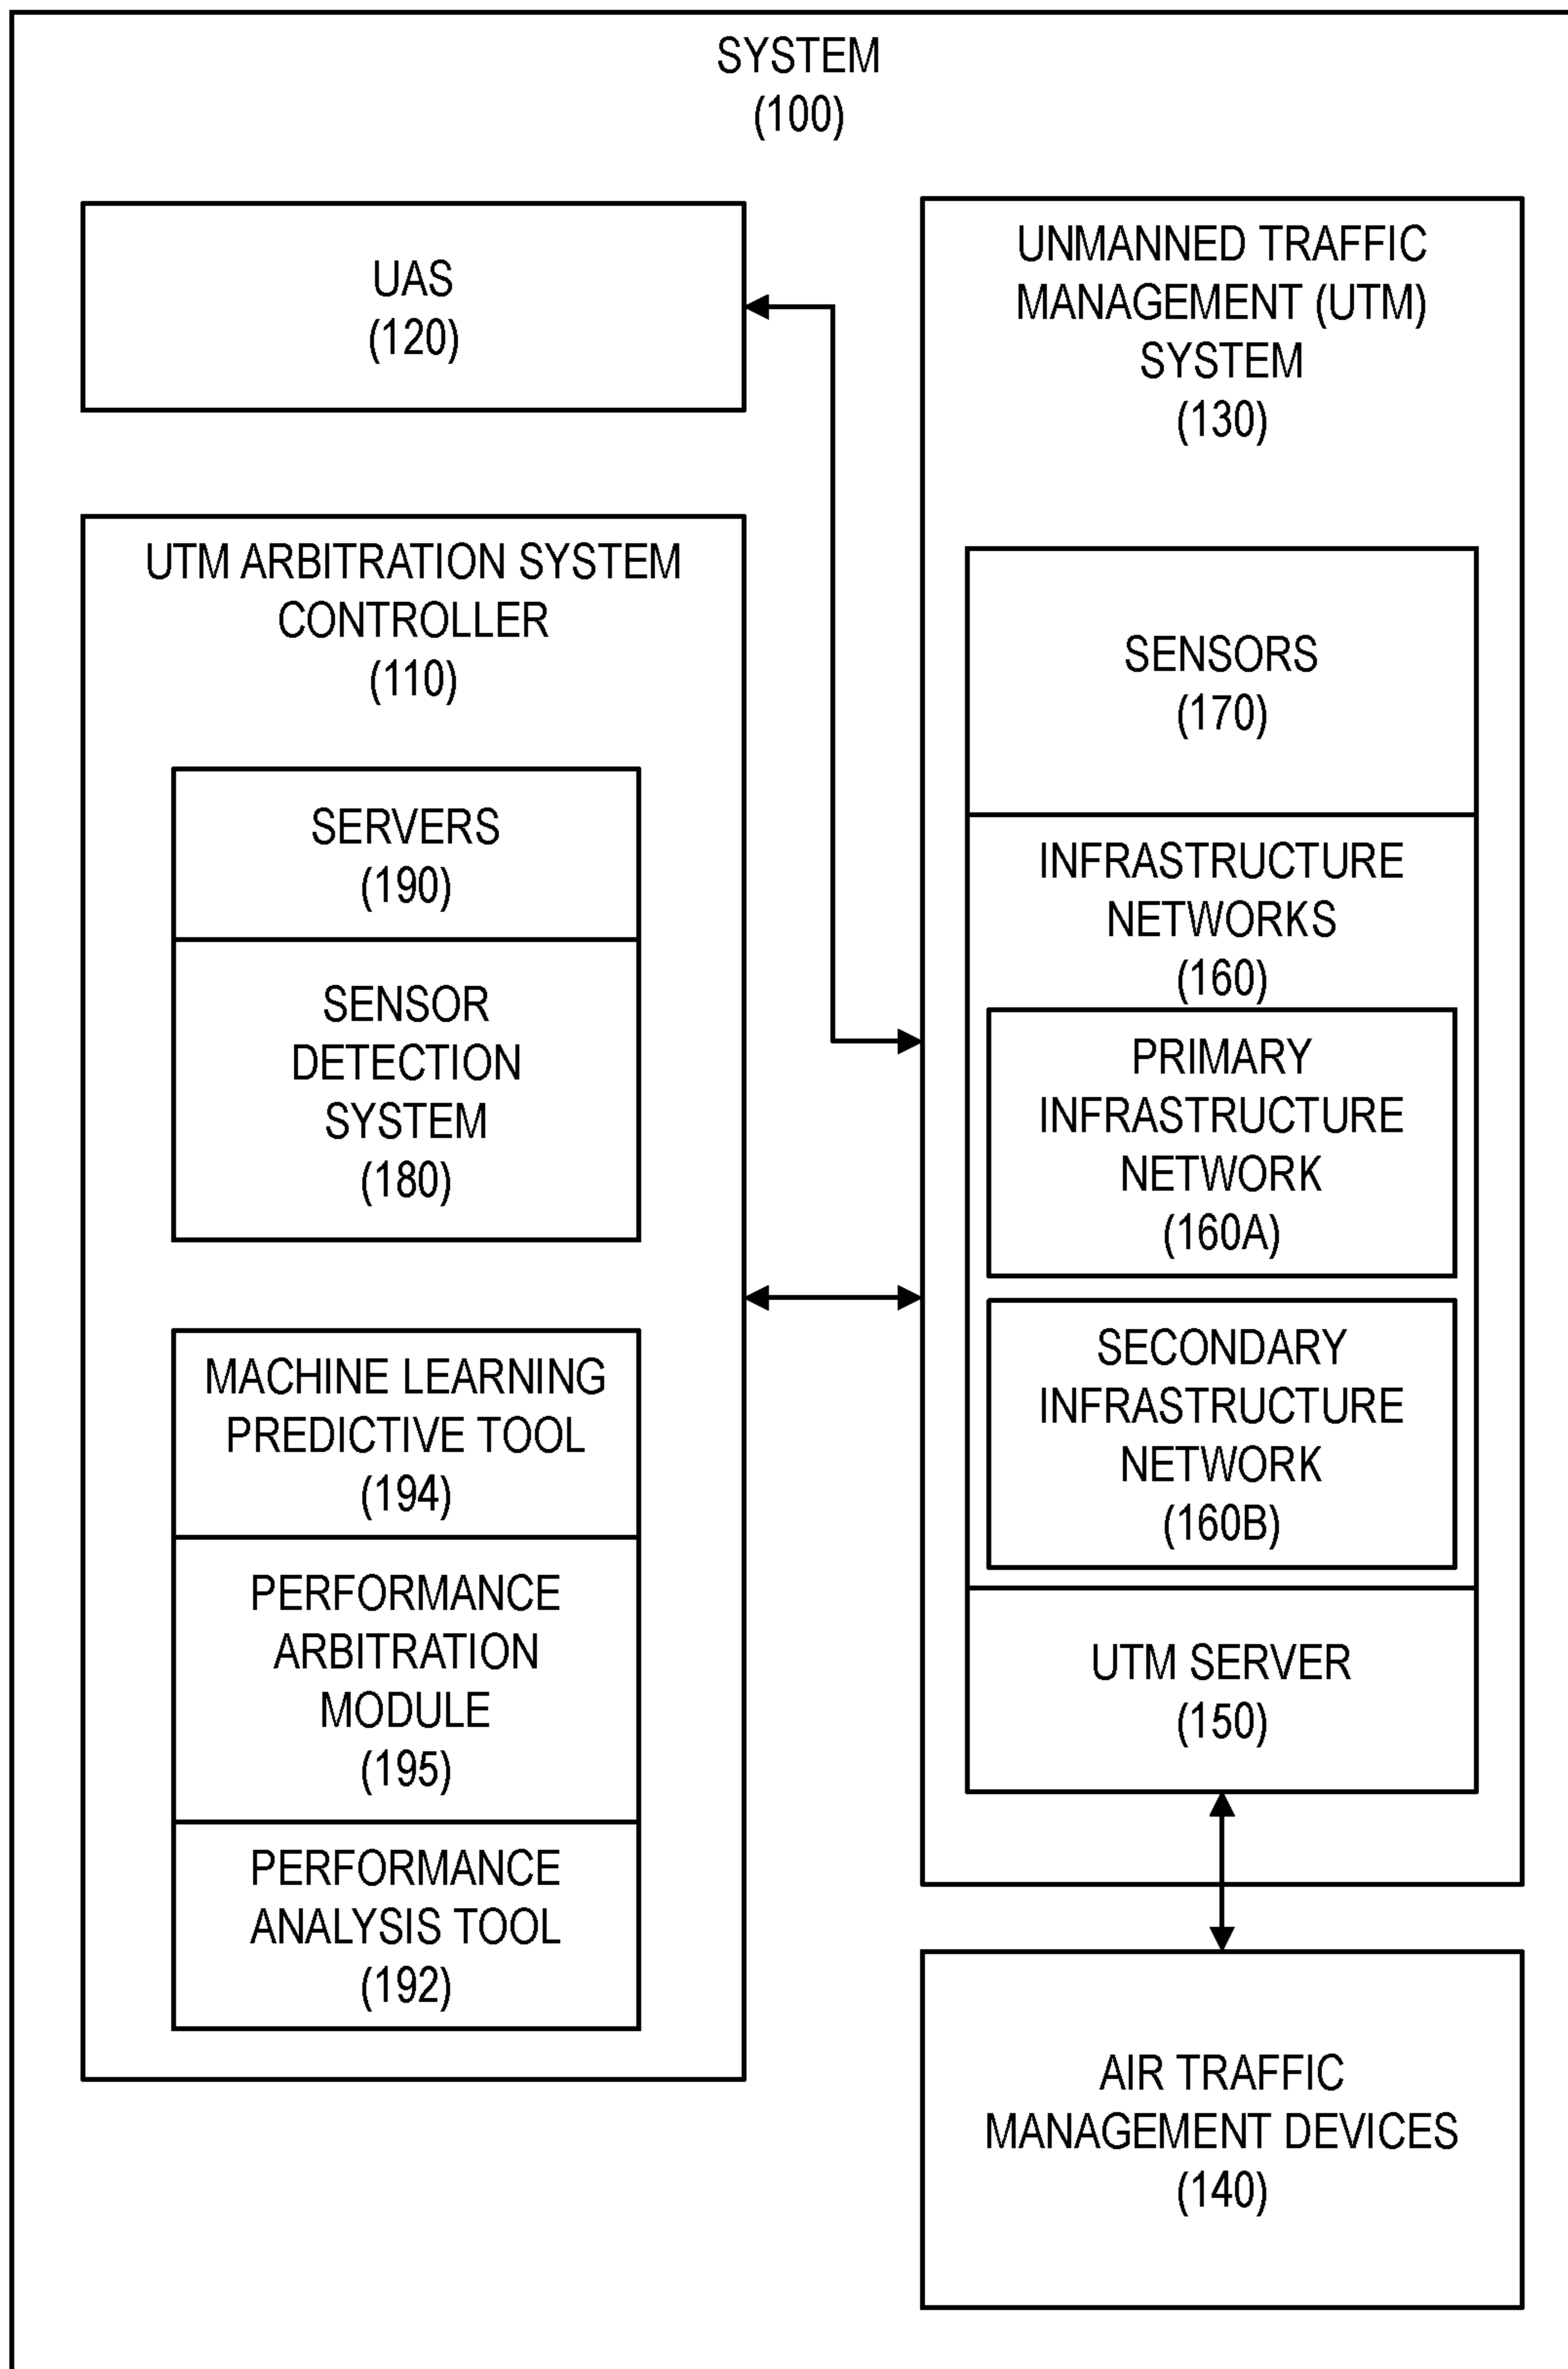 SYSTEM
(100)
UAS
(120)
UTM ARBITRATION SYSTEM
CONTROLLER
(110)
SERVERS
(190)
SENSOR
DETECTION
SYSTEM
(180)
MACHINE LEARNING
PREDICTIVE TOOL
(194)
PERFORMANCE
ARBITRATION
MODULE
(195)
PERFORMANCE
ANALYSIS TOOL
(192)
UNMANNED TRAFFIC
MANAGEMENT (UTM)
SYSTEM
(130)
SENSORS
(170)
INFRASTRUCTURE
NETWORKS
(160)
PRIMARY
INFRASTRUCTURE
NETWORK
(160A)
SECONDARY
INFRASTRUCTURE
NETWORK
(160B)
UTM SERVER
(150)
AIR TRAFFIC
MANAGEMENT DEVICES
(140)